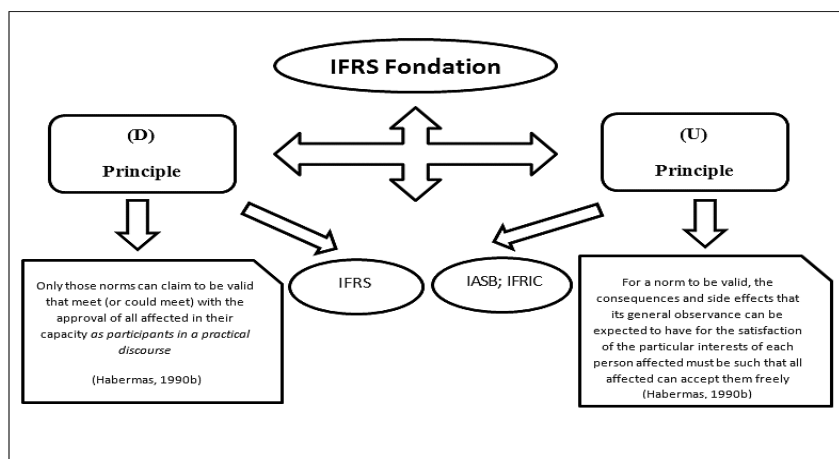 IFRS Fondation
(D)
Principle
(U)
Principle
IFRS
IASB; IFRIC
Only those norms can claim to be valid
that meet (or could meet) with the
approval of all affected in their
capacity as participants in a practical
discourse
(Habermas, 1990b)
For a norm to be valid, the
consequences and side effects that
its general observance can be
expected to have for the satisfaction
of the particular interests of each
person affected must be such that all
affected can accept them freely
(Habermas, 1990b)